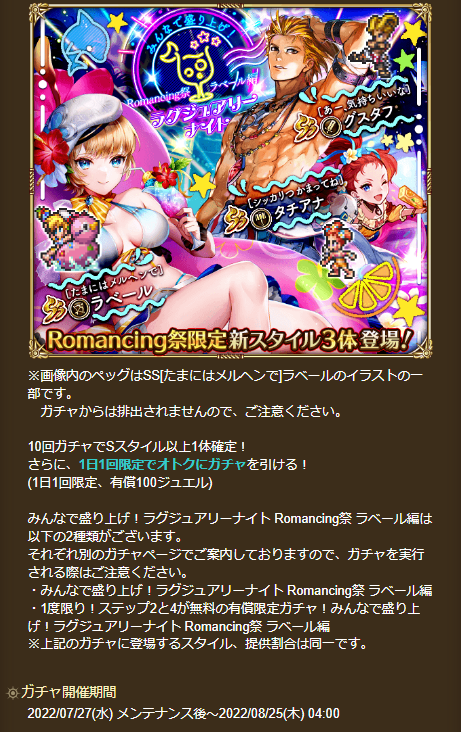 みんなで盛り上げ!
Romancing祭 ラベール編
ラグジュアリー
ナイト
[あ~気持ちいいな]
SS グスタフ
[シッカリつかまってね]
SS タチアナ
[たまにはメルヘンで]
SS ラベール
Romancing祭限定新スタイル3体登場!
※画像内のペッグはSS[たまにはメルヘンで]ラベールのイラストの一
部です。
ガチャからは排出されませんので、ご注意ください。
10回ガチャでSスタイル以上1体確定!
さらに、1日1回限定でオトクにガチャを引ける!
(1日1回限定、有償100ジュエル)
みんなで盛り上げ!ラグジュアリーナイト Romancing祭 ラベール編は
以下の2種類がございます。
それぞれ別のガチャページでご案内しておりますので、ガチャを実行
される際はご注意ください。
・みんなで盛り上げ!ラグジュアリーナイト Romancing祭 ラベール編
・1度限り!ステップ2と4が無料の有償限定ガチャ!みんなで盛り上
げ!ラグジュアリーナイト Romancing祭 ラベール編
※上記のガチャに登場するスタイル、提供割合は同一です。
ガチャ開催期間
2022/07/27(水) メンテナンス後～2022/08/25(木) 04:00